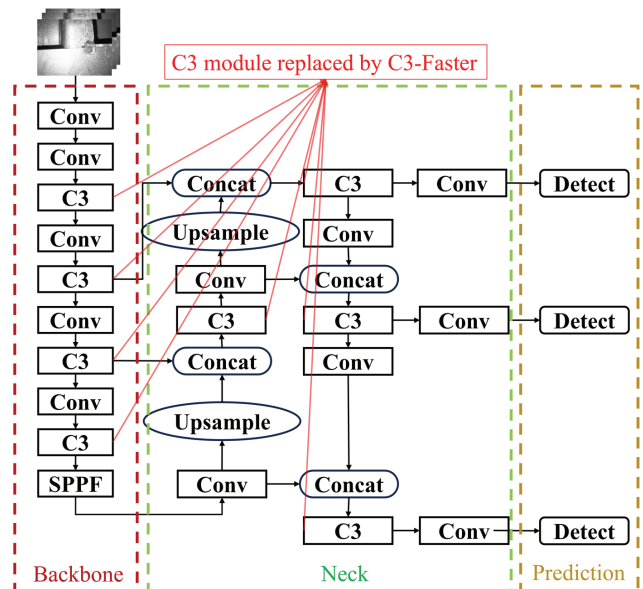 C3 module replaced by C3-Faster
Conv
Conv
C3
Conv
C3
Conv
C3
Conv
C3
SPPF
Backbone
Concat
Upsample
Conv
C3
Concat
Upsample
Conv
C3
Conv
Conv
Concat
C3
Conv
Conv
Concat
C3
Conv
Neck
Detect
Detect
Detect
Prediction